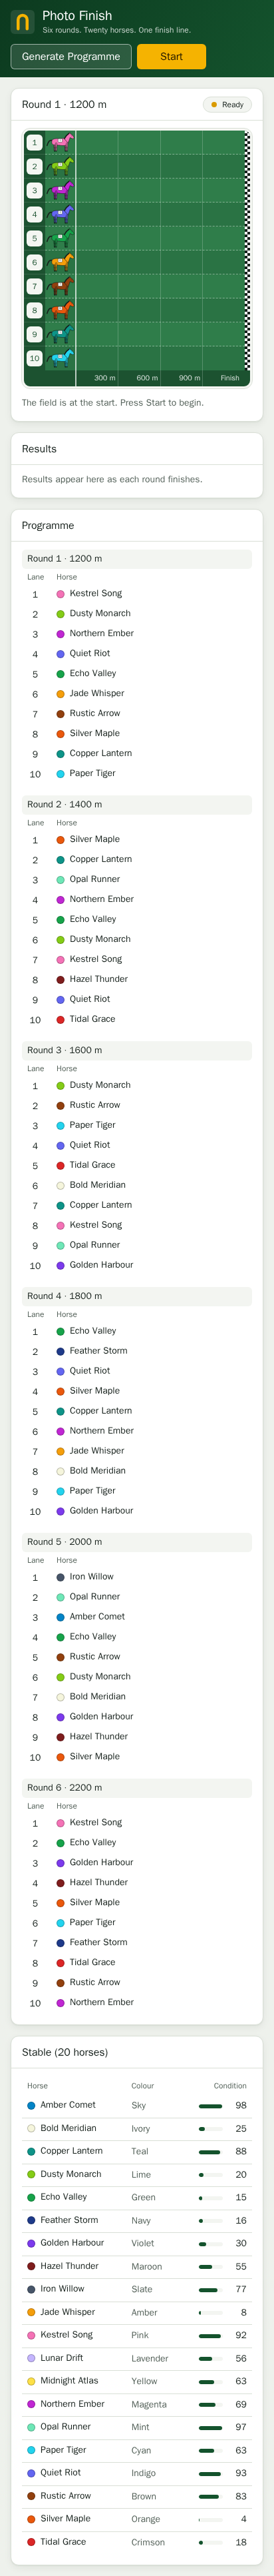 Photo Finish
Six rounds. Twenty horses. One finish line.
Generate Programme
Start
Round 1 · 1200 m
Ready
1
2
3
4
5
6
7
8
9
10
300 m 600 m 900 m Finish
The field is at the start. Press Start to begin.
Results
Results appear here as each round finishes.
Programme
Round 1 · 1200 m
Lane Horse
1 Kestrel Song
2 Dusty Monarch
3 Northern Ember
4 Quiet Riot
5 Echo Valley
6 Jade Whisper
7 Rustic Arrow
8 Silver Maple
9 Copper Lantern
10 Paper Tiger
Round 2 · 1400 m
Lane Horse
1 Silver Maple
2 Copper Lantern
3 Opal Runner
4 Northern Ember
5 Echo Valley
6 Dusty Monarch
7 Kestrel Song
8 Hazel Thunder
9 Quiet Riot
10 Tidal Grace
Round 3 · 1600 m
Lane Horse
1 Dusty Monarch
2 Rustic Arrow
3 Paper Tiger
4 Quiet Riot
5 Tidal Grace
6 Bold Meridian
7 Copper Lantern
8 Kestrel Song
9 Opal Runner
10 Golden Harbour
Round 4 · 1800 m
Lane Horse
1 Echo Valley
2 Feather Storm
3 Quiet Riot
4 Silver Maple
5 Copper Lantern
6 Northern Ember
7 Jade Whisper
8 Bold Meridian
9 Paper Tiger
10 Golden Harbour
Round 5 · 2000 m
Lane Horse
1 Iron Willow
2 Opal Runner
3 Amber Comet
4 Echo Valley
5 Rustic Arrow
6 Dusty Monarch
7 Bold Meridian
8 Golden Harbour
9 Hazel Thunder
10 Silver Maple
Round 6 · 2200 m
Lane Horse
1 Kestrel Song
2 Echo Valley
3 Golden Harbour
4 Hazel Thunder
5 Silver Maple
6 Paper Tiger
7 Feather Storm
8 Tidal Grace
9 Rustic Arrow
10 Northern Ember
Stable (20 horses)
Horse Colour Condition
Amber Comet Sky 98
Bold Meridian Ivory 25
Copper Lantern Teal 88
Dusty Monarch Lime 20
Echo Valley Green 15
Feather Storm Navy 16
Golden Harbour Violet 30
Hazel Thunder Maroon 55
Iron Willow Slate 77
Jade Whisper Amber 8
Kestrel Song Pink 92
Lunar Drift Lavender 56
Midnight Atlas Yellow 63
Northern Ember Magenta 69
Opal Runner Mint 97
Paper Tiger Cyan 63
Quiet Riot Indigo 93
Rustic Arrow Brown 83
Silver Maple Orange 4
Tidal Grace Crimson 18